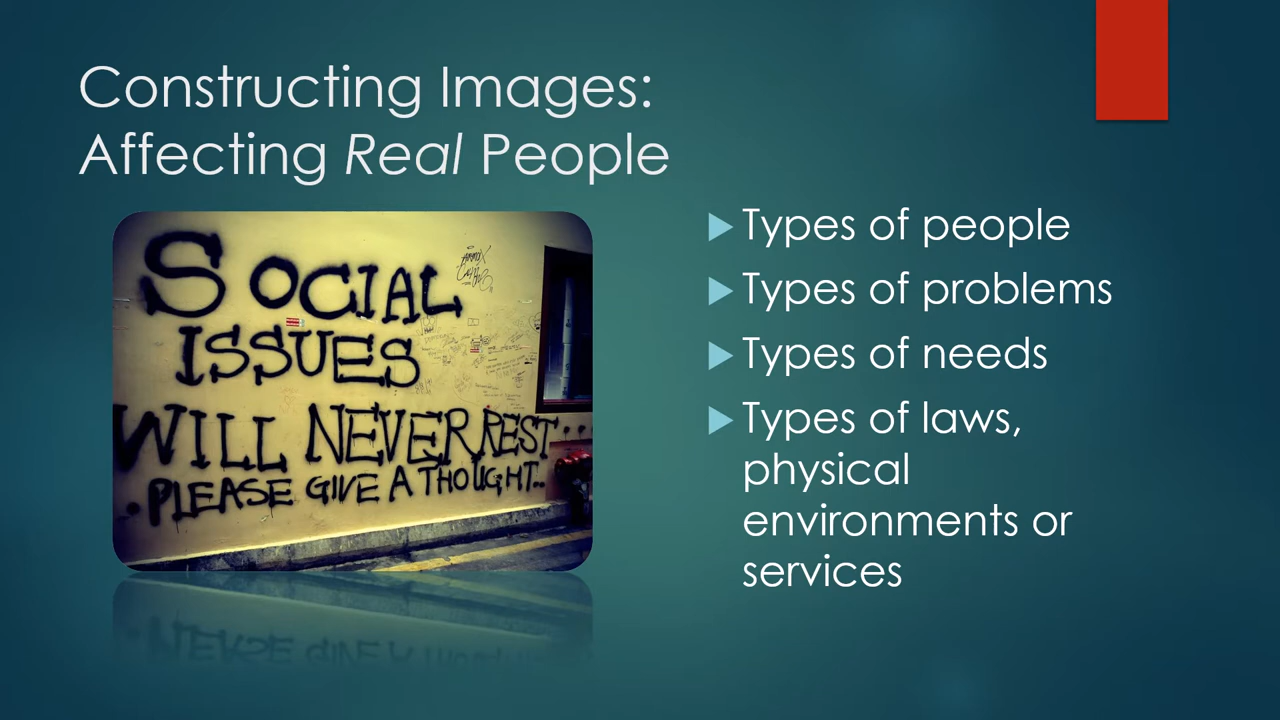 Constructing Images:
Affecting Real People
SOCIAL
ISSUES
WILL NEVER REST...
.PLEASE GIVE A THOUGHT..
Types of people
Types of problems
Types of needs
Types of laws,
physical
environments or
services